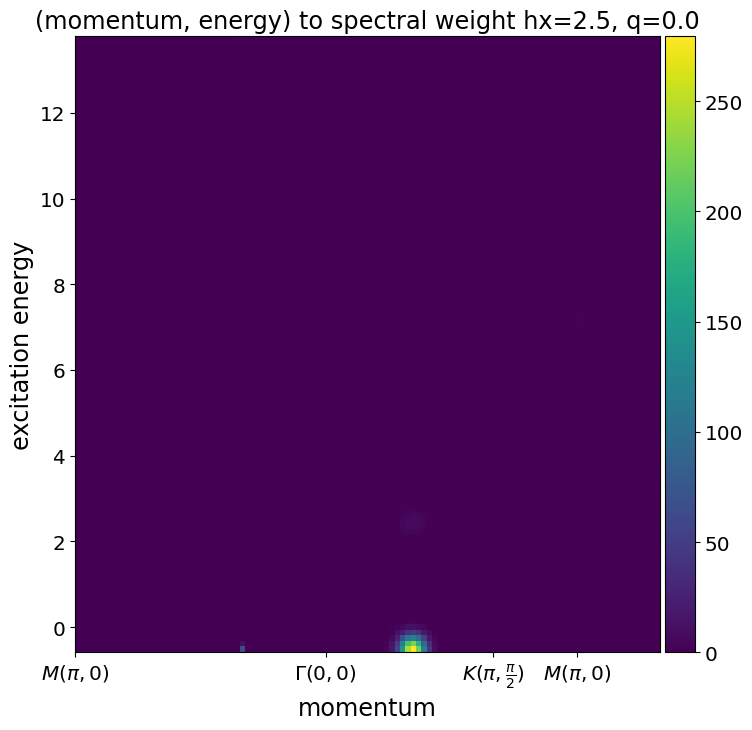 (momentum, energy) to spectral weight hx=2.5, q=0.0
12
10
8
6
4
2
0
excitation energy
250
200
150
100
50
0
M(π, 0)
Γ(0, 0)
K(π, π/2)
M(π, 0)
momentum